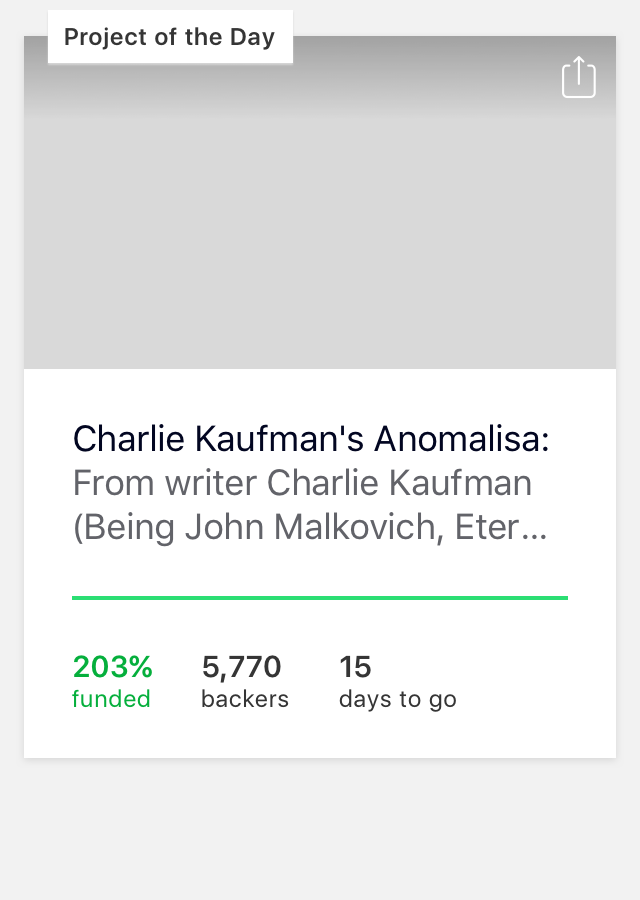 Project of the Day
Charlie Kaufman's Anomalisa:
From writer Charlie Kaufman
(Being John Malkovich, Eter...
203%
funded
5,770
backers
15
days to go